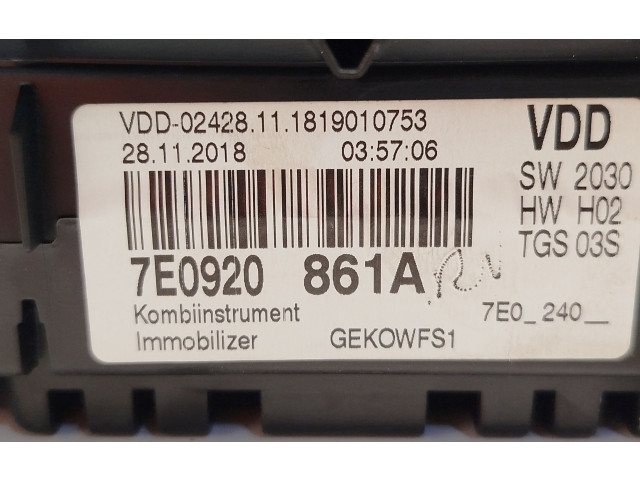 VDD-02428.11.1819010753
28.11.2018 03:57:06
VDD
SW 2030
HW H02
TGS 03S
7E0920 861A
Kombiinstrument
7E0_240__
Immobilizer GEKOWFS1